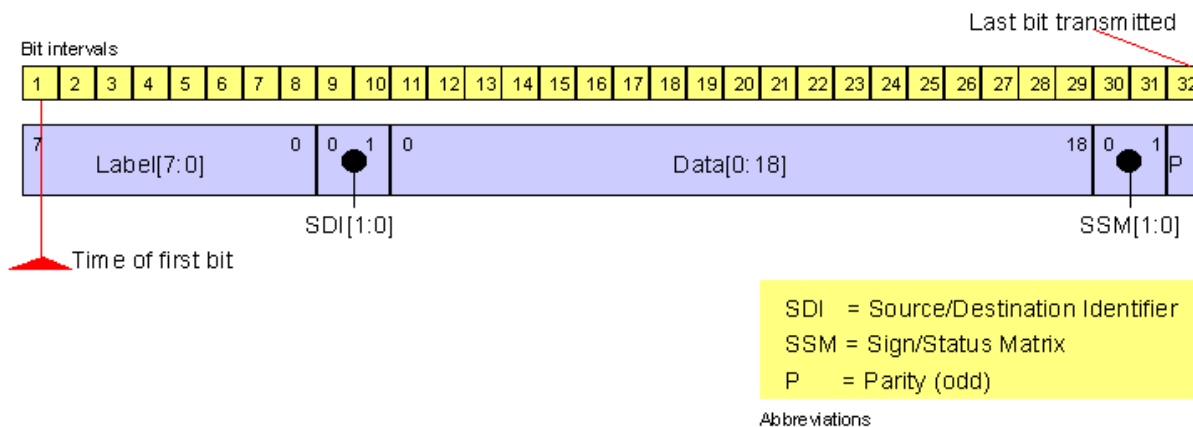 Last bit transmitted
Bit intervals
1 2 3 4 5 6 7 8 9 10 11 12 13 14 15 16 17 18 19 20 21 22 23 24 25 26 27 28 29 30 31 32
7 0 0 1 0 18 0 1
Label[7:0] Data[0:18] P
SDI[1:0] SSM[1:0]
Time of first bit
SDI = Source/Destination Identifier
SSM = Sign/Status Matrix
P = Parity (odd)
Abbreviations